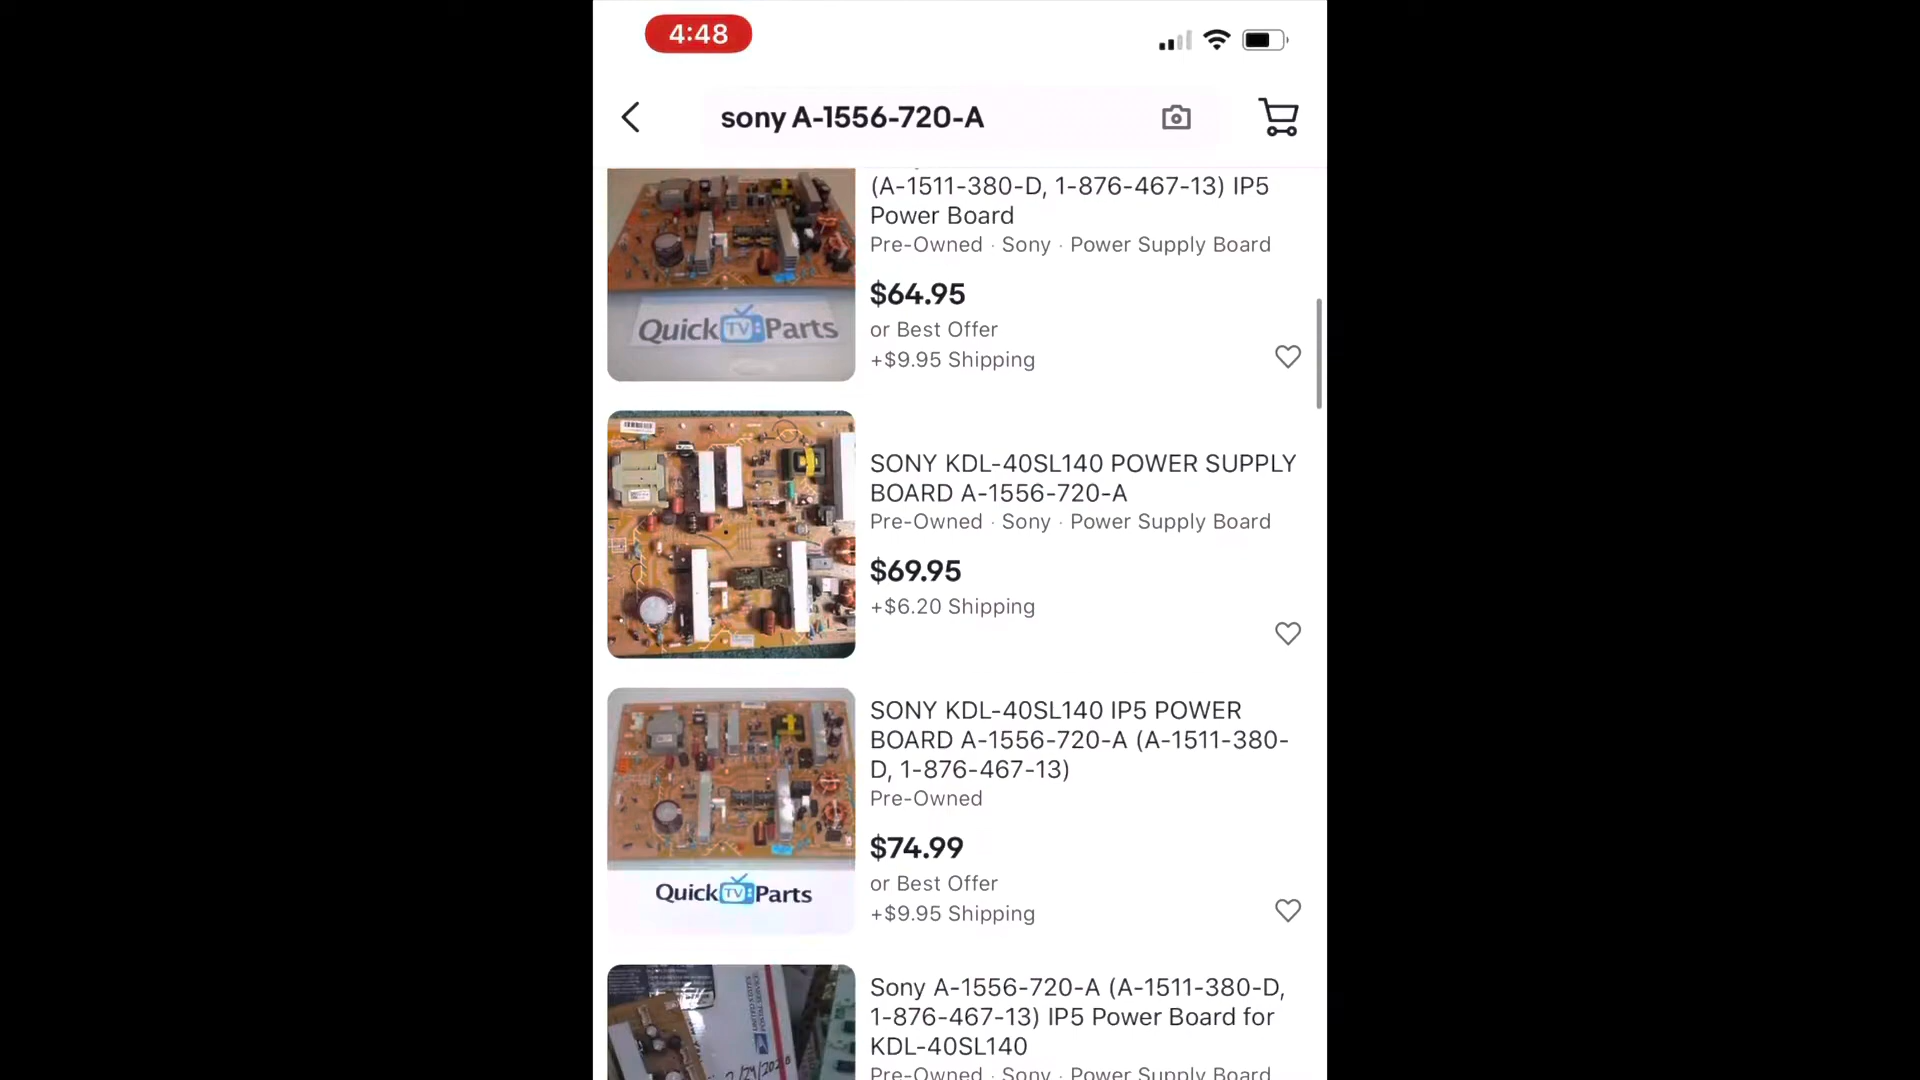 4:48
sony A-1556-720-A
(A-1511-380-D, 1-876-467-13) IP5
Power Board
Pre-Owned · Sony · Power Supply Board
$64.95
or Best Offer
+$9.95 Shipping
Quick TV Parts
SONY KDL-40SL140 POWER SUPPLY
BOARD A-1556-720-A
Pre-Owned · Sony · Power Supply Board
$69.95
+$6.20 Shipping
SONY KDL-40SL140 IP5 POWER
BOARD A-1556-720-A (A-1511-380-
D, 1-876-467-13)
Pre-Owned
$74.99
or Best Offer
+$9.95 Shipping
Quick TV Parts
Sony A-1556-720-A (A-1511-380-D,
1-876-467-13) IP5 Power Board for
KDL-40SL140
Pre-Owned · Sony · Power Supply Board